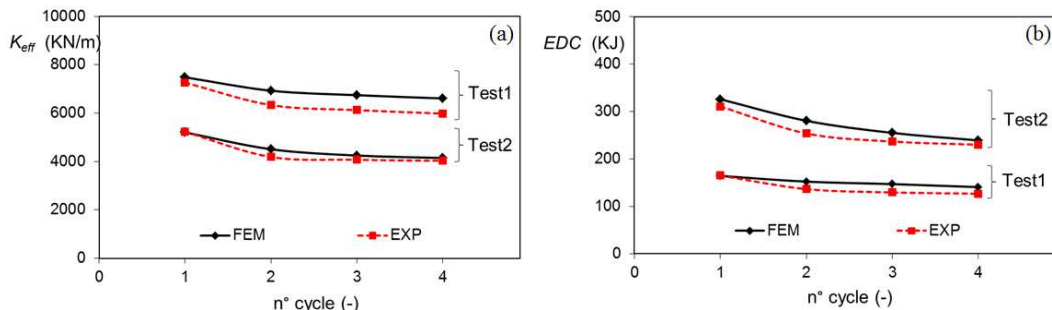 (a)
K_eff (KN/m)
10000
8000
6000
4000
2000
0
Test1
Test2
FEM
EXP
0
1
2
3
4
n° cycle (-)
(b)
EDC (KJ)
500
400
300
200
100
0
Test2
Test1
FEM
EXP
0
1
2
3
4
n° cycle (-)